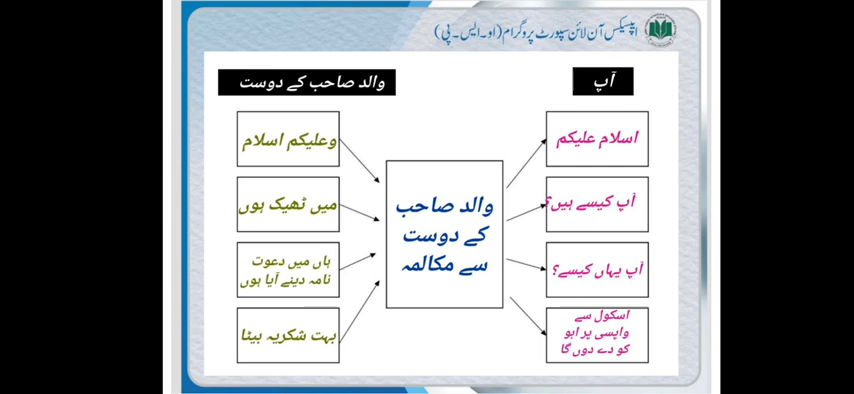 اپیسکس آن لائن سپورٹ پروگرام (او۔ایس۔پی)
آپ
والد صاحب کے دوست
اسلام علیکم
وعلیکم اسلام
آپ کیسے ہیں؟
میں ٹھیک ہوں
آپ یہاں کیسے؟
ہاں میں دعوت
نامہ دینے آیا ہوں
اسکول سے
واپسی پر ابو
کو دے دوں گا
بہت شکریہ بیٹا
والد صاحب
کے دوست
سے مکالمہ